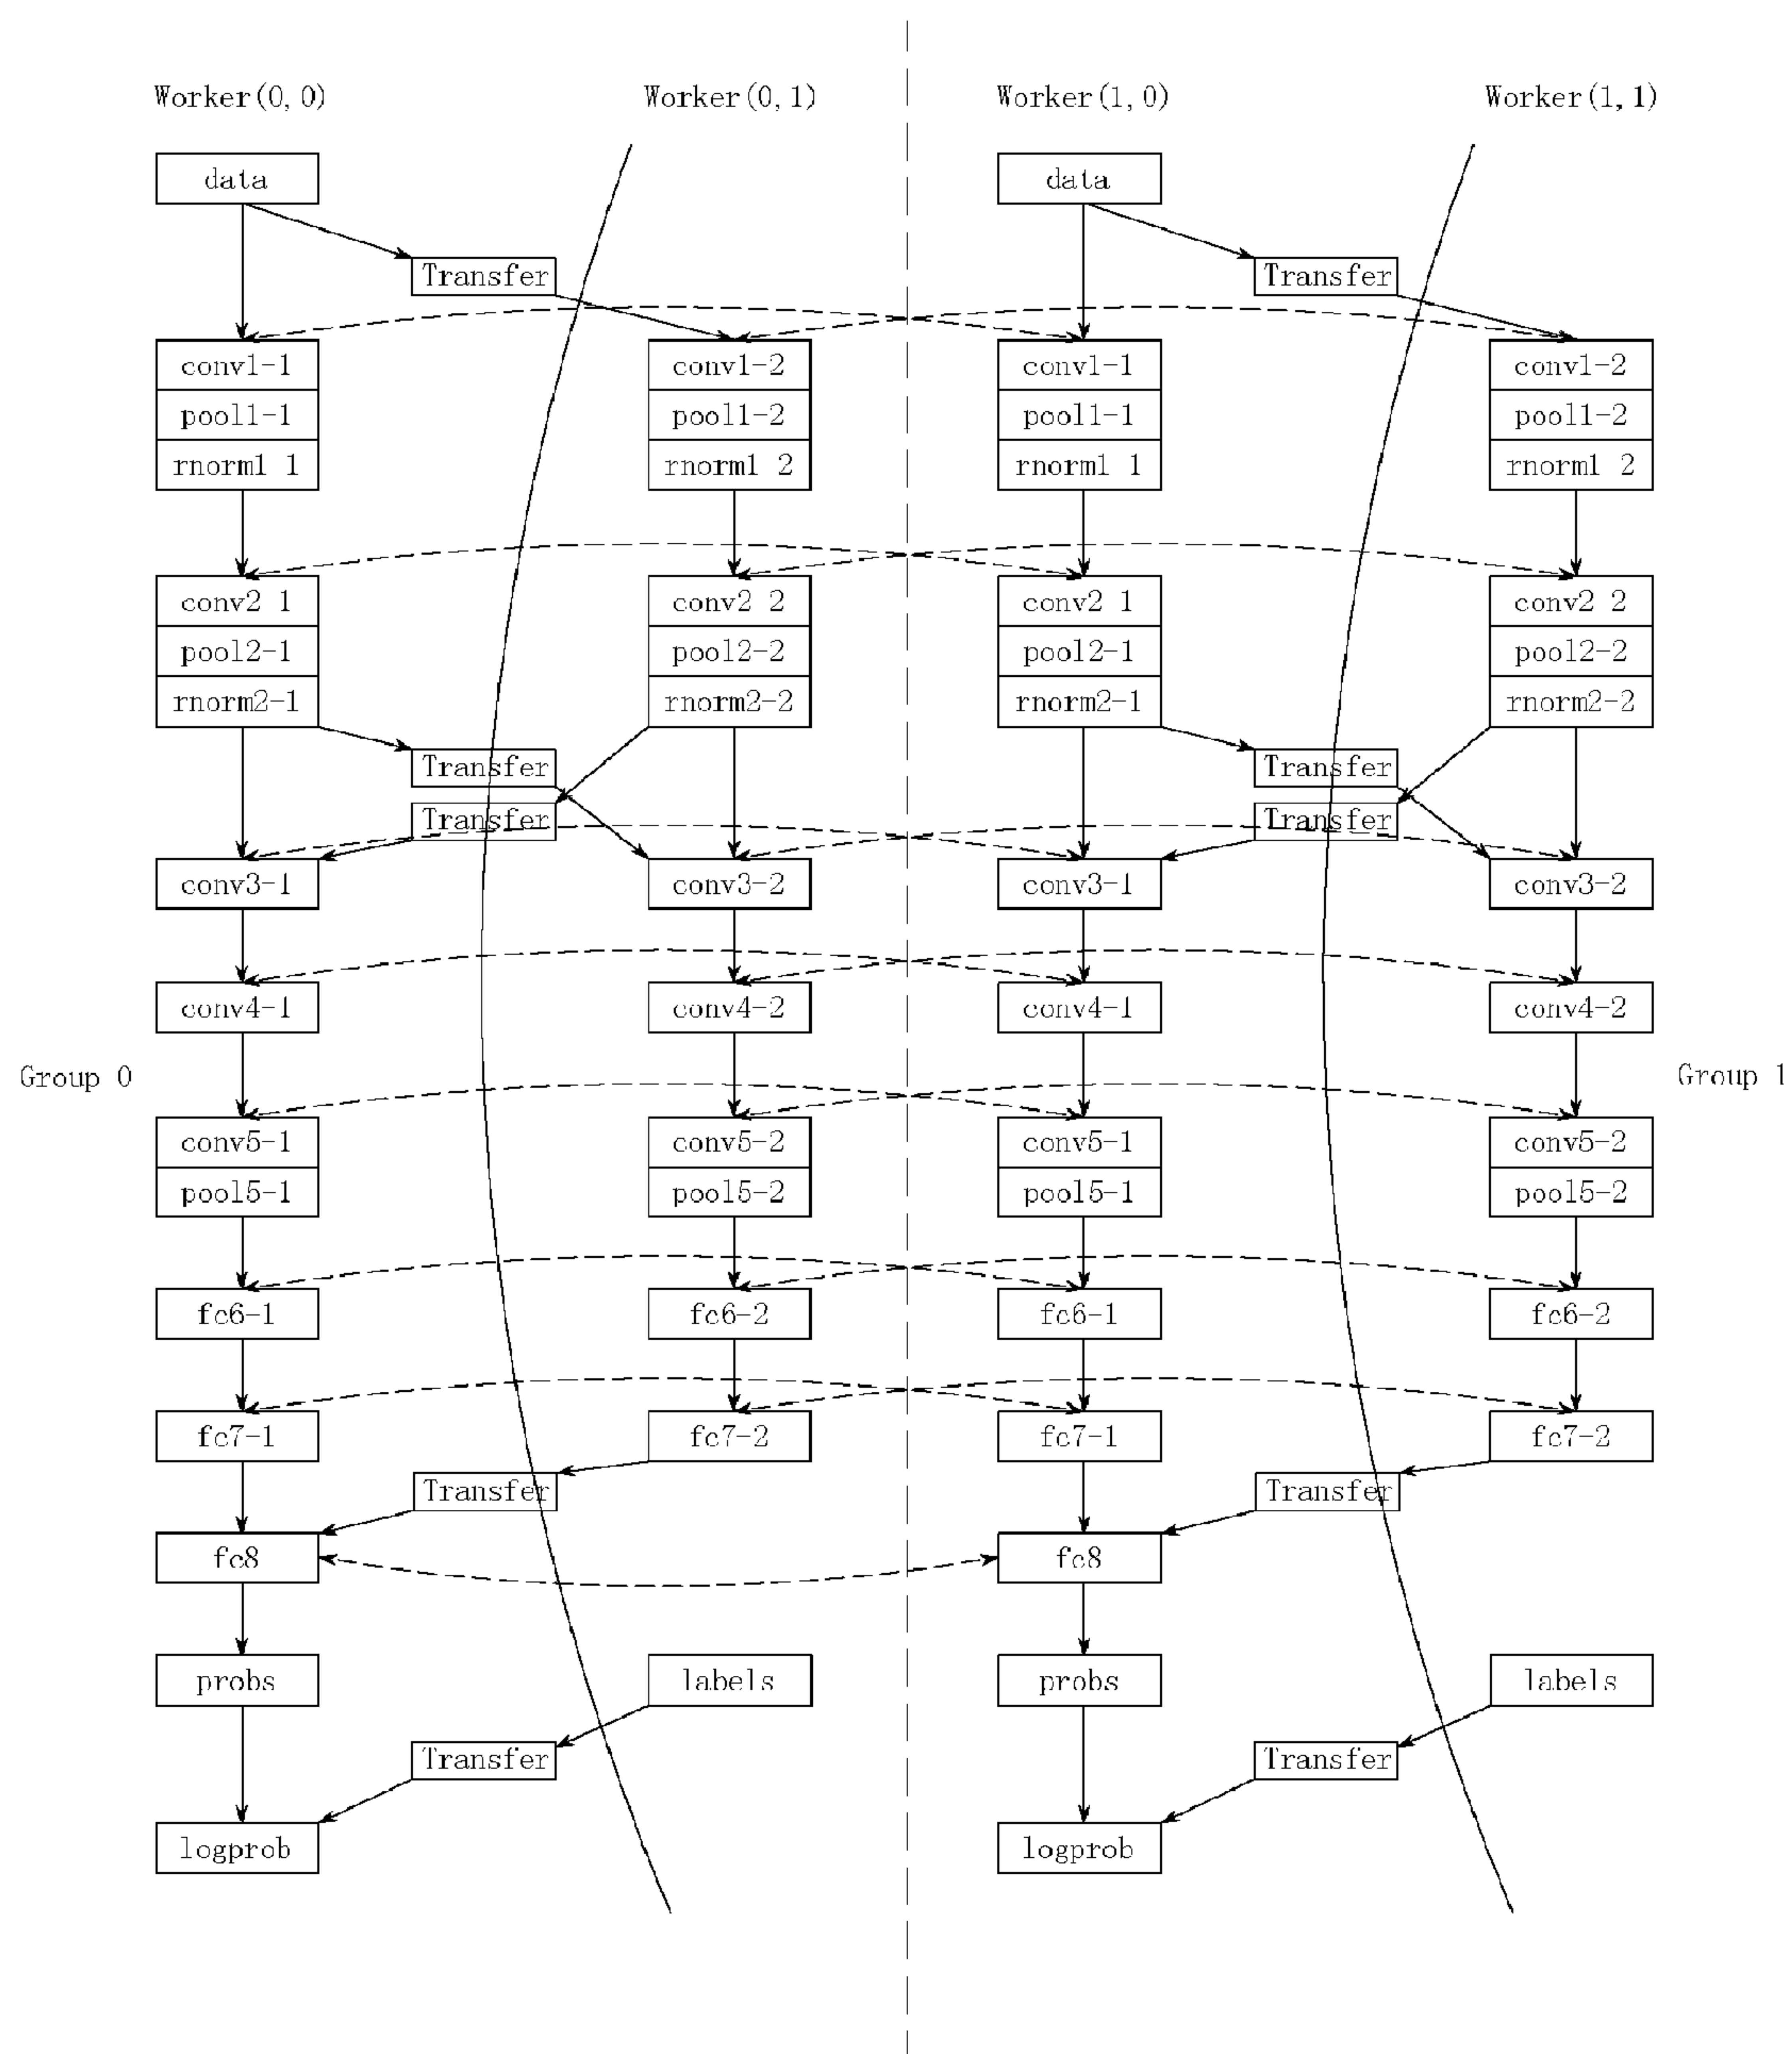 Worker(0,0) Worker(0,1) Worker(1,0) Worker(1,1)
data data
Transfer Transfer
conv1-1 conv1-2 conv1-1 conv1-2
pool1-1 pool1-2 pool1-1 pool1-2
rnorm1 1 rnorm1 2 rnorm1 1 rnorm1 2
conv2 1 conv2 2 conv2 1 conv2 2
pool2-1 pool2-2 pool2-1 pool2-2
rnorm2-1 rnorm2-2 rnorm2-1 rnorm2-2
Transfer Transfer
Transfer Transfer
conv3-1 conv3-2 conv3-1 conv3-2
conv4-1 conv4-2 conv4-1 conv4-2
Group 0 Group 1
conv5-1 conv5-2 conv5-1 conv5-2
pool5-1 pool5-2 pool5-1 pool5-2
fc6-1 fc6-2 fc6-1 fc6-2
fc7-1 fc7-2 fc7-1 fc7-2
Transfer Transfer
fc8 fc8
probs labels probs labels
Transfer Transfer
logprob logprob